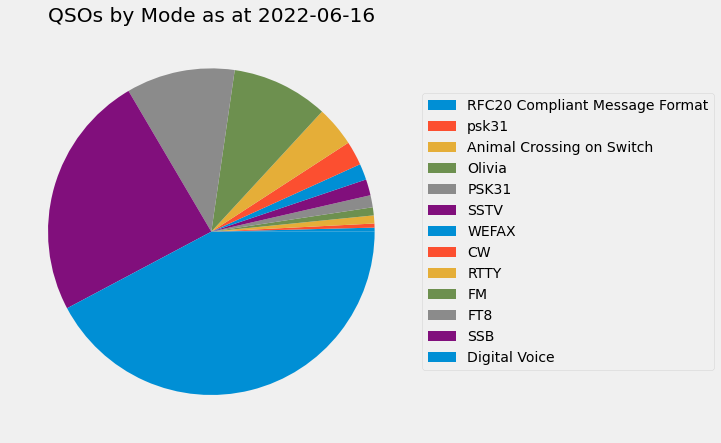 QSOs by Mode as at 2022-06-16
RFC20 Compliant Message Format
psk31
Animal Crossing on Switch
Olivia
PSK31
SSTV
WEFAX
CW
RTTY
FM
FT8
SSB
Digital Voice